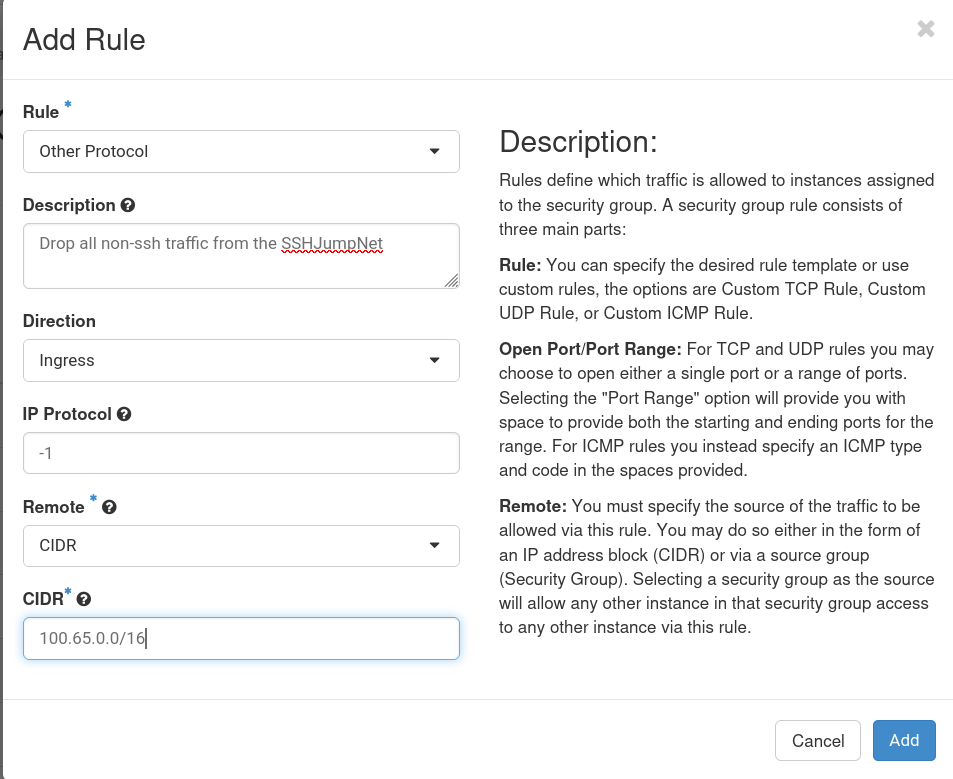 Add Rule
Rule *
Other Protocol
Description
Drop all non-ssh traffic from the SSHJumpNet
Direction
Ingress
IP Protocol
-1
Remote *
CIDR
CIDR*
100.65.0.0/16
Description:
Rules define which traffic is allowed to instances assigned
to the security group. A security group rule consists of
three main parts:
Rule: You can specify the desired rule template or use
custom rules, the options are Custom TCP Rule, Custom
UDP Rule, or Custom ICMP Rule.
Open Port/Port Range: For TCP and UDP rules you may
choose to open either a single port or a range of ports.
Selecting the "Port Range" option will provide you with
space to provide both the starting and ending ports for the
range. For ICMP rules you instead specify an ICMP type
and code in the spaces provided.
Remote: You must specify the source of the traffic to be
allowed via this rule. You may do so either in the form of
an IP address block (CIDR) or via a source group
(Security Group). Selecting a security group as the source
will allow any other instance in that security group access
to any other instance via this rule.
Cancel
Add